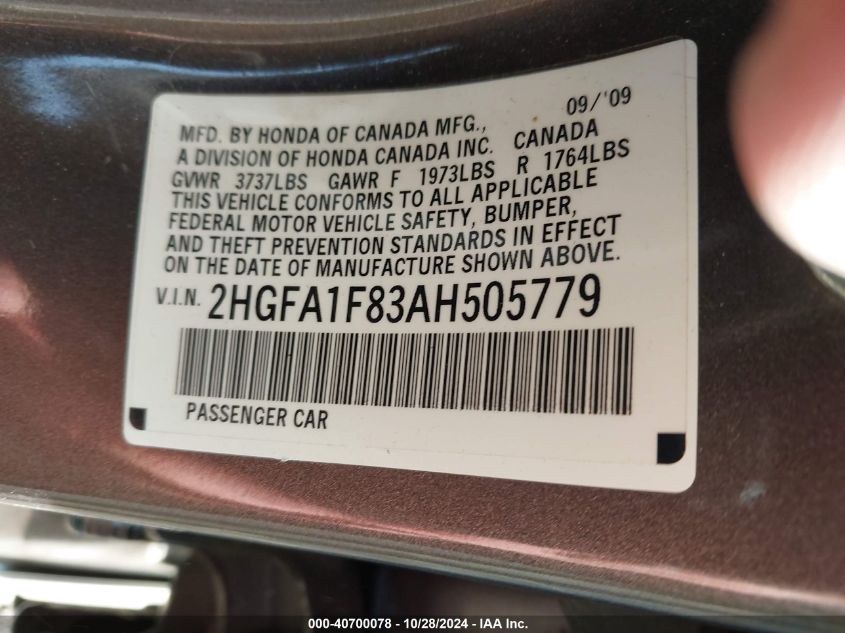 09/'09
MFD. BY HONDA OF CANADA MFG.,
A DIVISION OF HONDA CANADA INC. CANADA
GVWR 3737LBS GAWR F 1973LBS R 1764LBS
THIS VEHICLE CONFORMS TO ALL APPLICABLE
FEDERAL MOTOR VEHICLE SAFETY, BUMPER,
AND THEFT PREVENTION STANDARDS IN EFFECT
ON THE DATE OF MANUFACTURE SHOWN ABOVE.
V.I.N. 2HGFA1F83AH505779
PASSENGER CAR
000-40700078 - 10/28/2024 - IAA Inc.